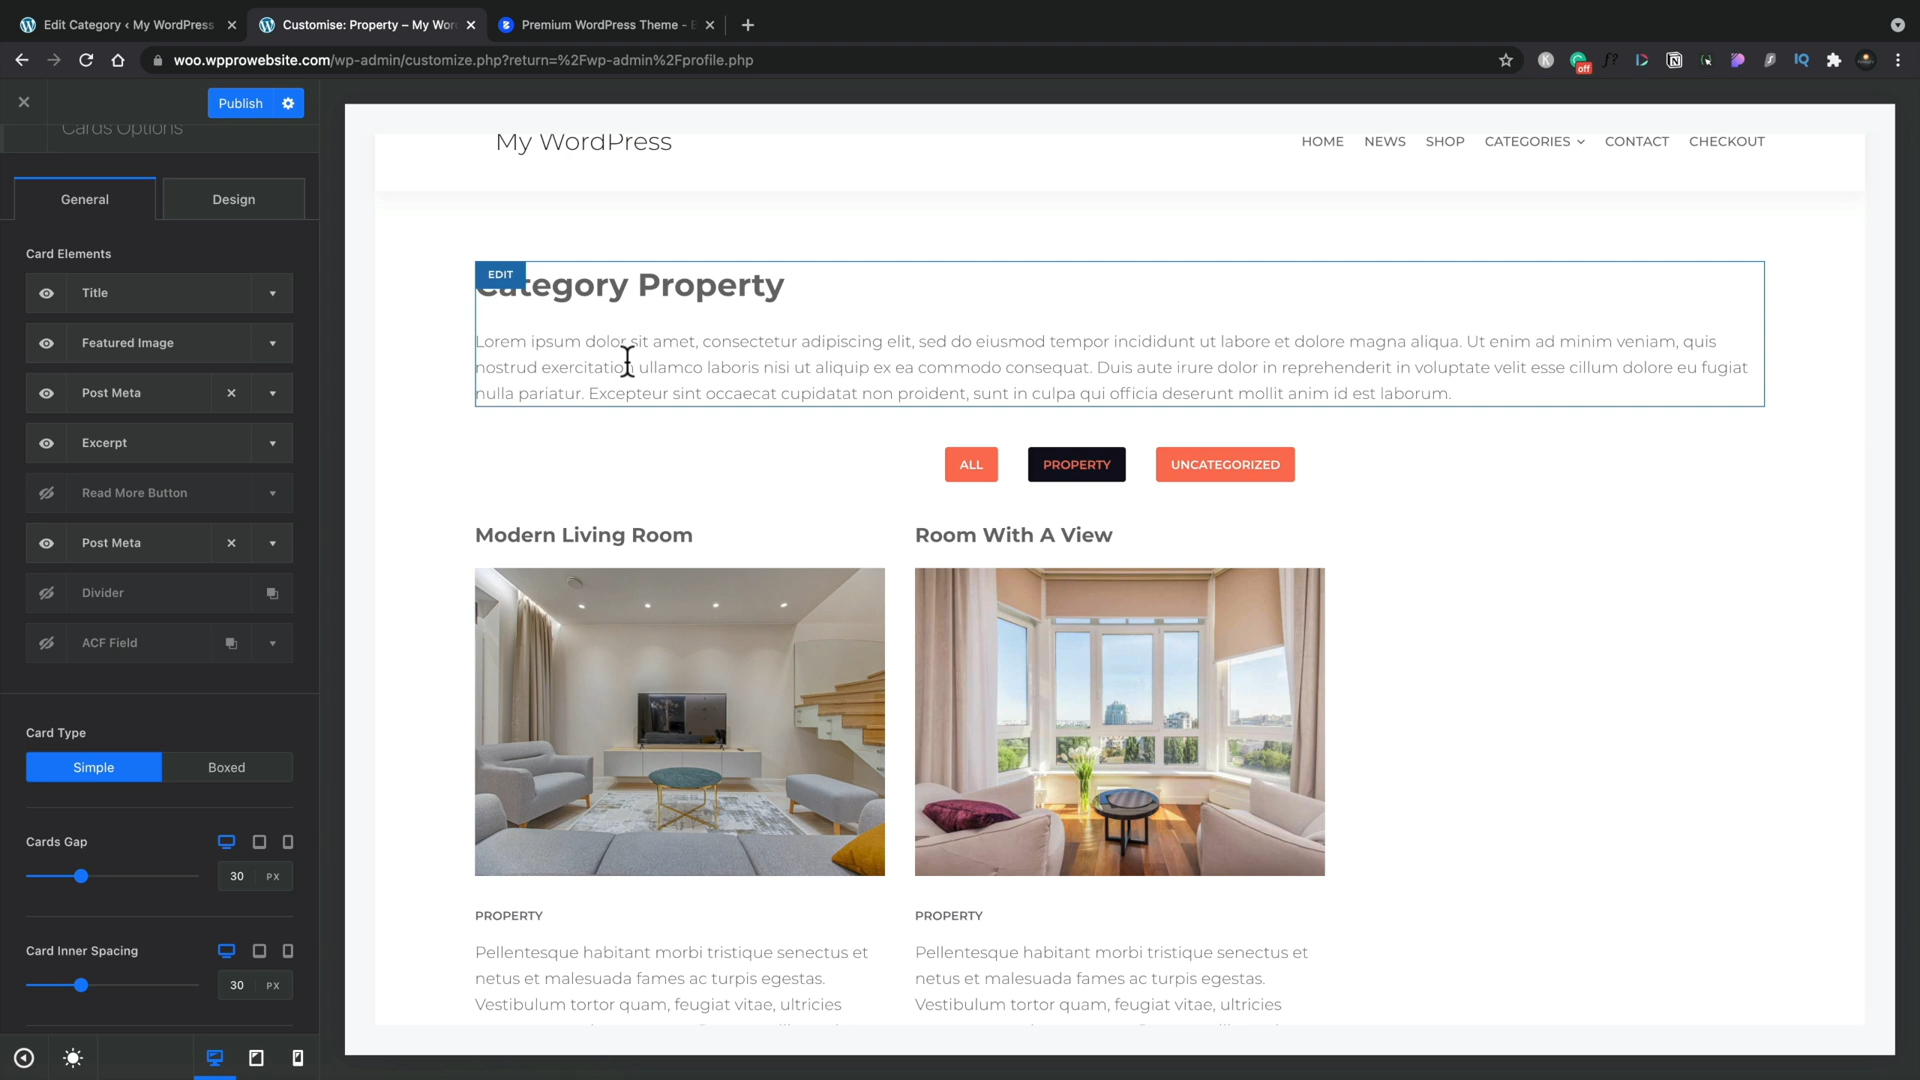 Edit Category ‹ My WordPress
Customise: Property – My Wor
Premium WordPress Theme -
woo.wpprowebsite.com/wp-admin/customize.php?return=%2Fwp-admin%2Fprofile.php
off
Publish
Cards Options
General
Design
Card Elements
Title
Featured Image
Post Meta
Excerpt
Read More Button
Post Meta
Divider
ACF Field
Card Type
Simple
Boxed
Cards Gap
30 PX
Card Inner Spacing
30 PX
My WordPress
HOME NEWS SHOP CATEGORIES CONTACT CHECKOUT
EDIT
Category Property
Lorem ipsum dolor sit amet, consectetur adipiscing elit, sed do eiusmod tempor incididunt ut labore et dolore magna aliqua. Ut enim ad minim veniam, quis
nostrud exercitation ullamco laboris nisi ut aliquip ex ea commodo consequat. Duis aute irure dolor in reprehenderit in voluptate velit esse cillum dolore eu fugiat
nulla pariatur. Excepteur sint occaecat cupidatat non proident, sunt in culpa qui officia deserunt mollit anim id est laborum.
ALL
PROPERTY
UNCATEGORIZED
Modern Living Room
PROPERTY
Pellentesque habitant morbi tristique senectus et
netus et malesuada fames ac turpis egestas.
Vestibulum tortor quam, feugiat vitae, ultricies
Room With A View
PROPERTY
Pellentesque habitant morbi tristique senectus et
netus et malesuada fames ac turpis egestas.
Vestibulum tortor quam, feugiat vitae, ultricies